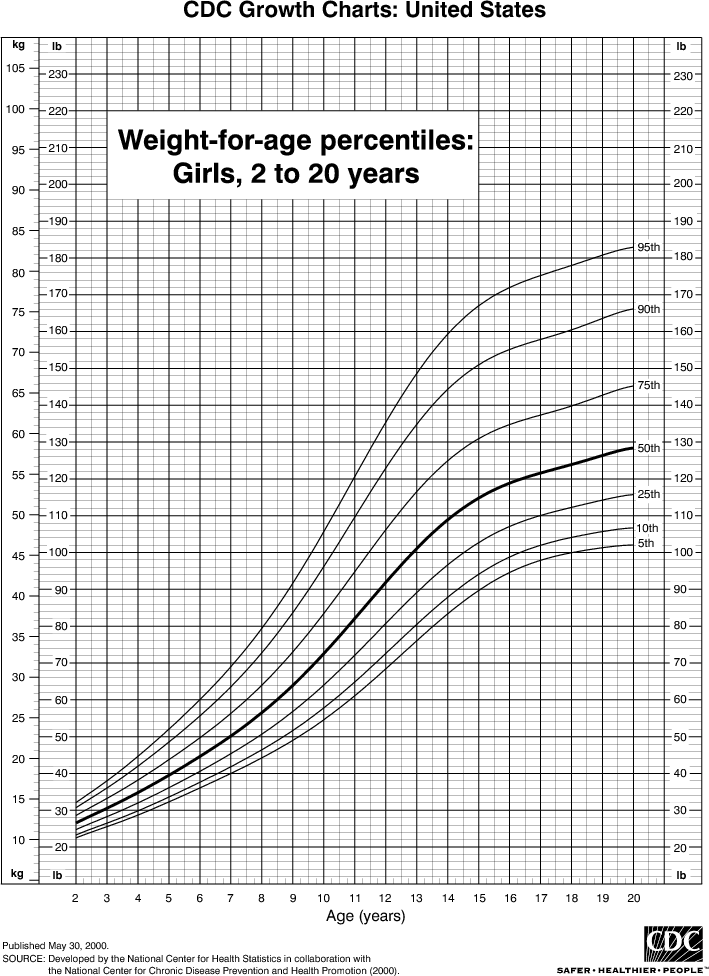 CDC Growth Charts: United States
kg
lb
lb
105
230
230
100
220
220
Weight-for-age percentiles:
Girls, 2 to 20 years
95
210
210
90
200
200
190
190
85
95th
180
180
80
170
170
75
90th
160
160
70
150
150
65
75th
140
140
60
130
130
50th
55
120
120
25th
50
110
110
10th
5th
45
100
100
40
90
90
35
80
80
30
70
70
60
60
25
50
50
20
40
40
15
30
30
10
20
20
kg
lb
lb
2 3 4 5 6 7 8 9 10 11 12 13 14 15 16 17 18 19 20
Age (years)
Published May 30, 2000.
SOURCE: Developed by the National Center for Health Statistics in collaboration with
the National Center for Chronic Disease Prevention and Health Promotion (2000).
CDC
SAFER • HEALTHIER • PEOPLE™